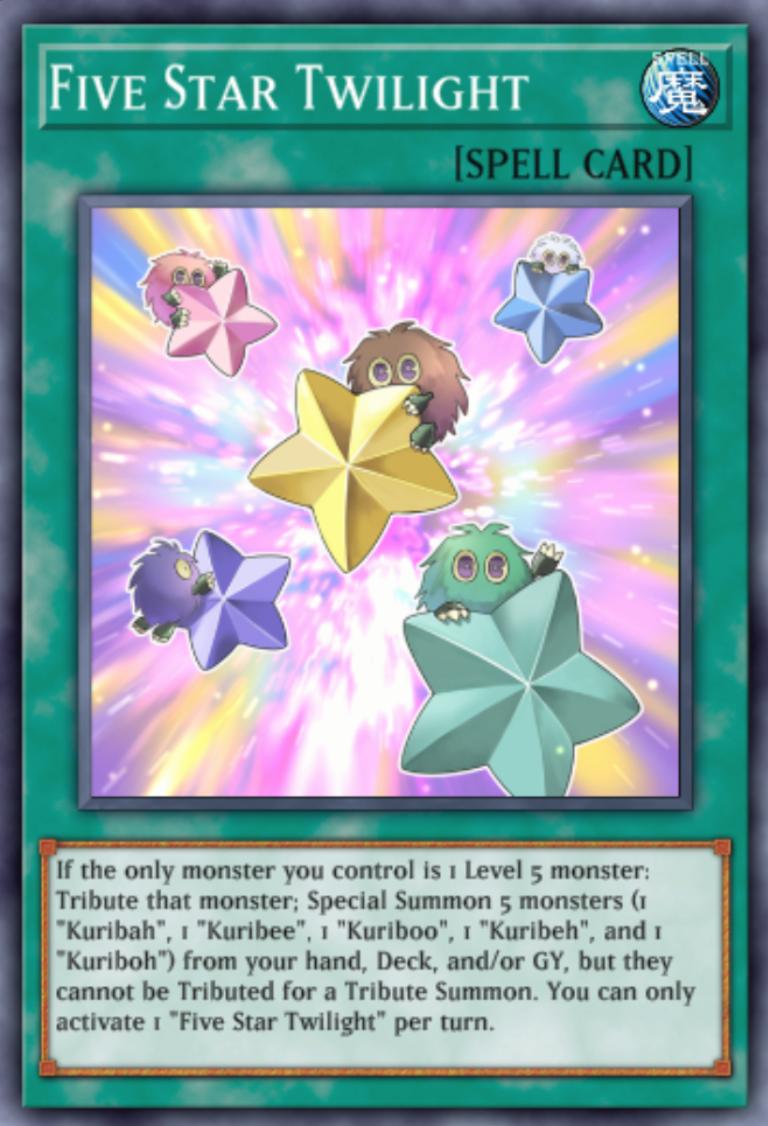 FIVE STAR TWILIGHT
SPELL
魔
[SPELL CARD]
If the only monster you control is 1 Level 5 monster:
Tribute that monster; Special Summon 5 monsters (1
"Kuribah", 1 "Kuribee", 1 "Kuriboo", 1 "Kuribeh", and 1
"Kuriboh") from your hand, Deck, and/or GY, but they
cannot be Tributed for a Tribute Summon. You can only
activate 1 "Five Star Twilight" per turn.